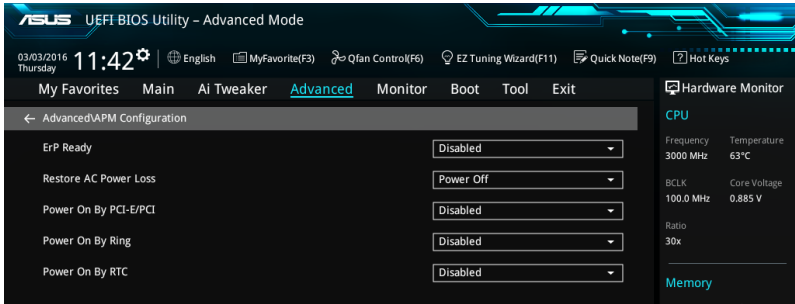 ASUS UEFI BIOS Utility – Advanced Mode
03/03/2016 Thursday 11:42 English MyFavorite(F3) Qfan Control(F6) EZ Tuning Wizard(F11) Quick Note(F9) ? Hot Keys
My Favorites Main Ai Tweaker Advanced Monitor Boot Tool Exit
← Advanced\APM Configuration
ErP Ready Disabled
Restore AC Power Loss Power Off
Power On By PCI-E/PCI Disabled
Power On By Ring Disabled
Power On By RTC Disabled
Hardware Monitor
CPU
Frequency Temperature
3000 MHz 63°C
BCLK Core Voltage
100.0 MHz 0.885 V
Ratio
30x
Memory